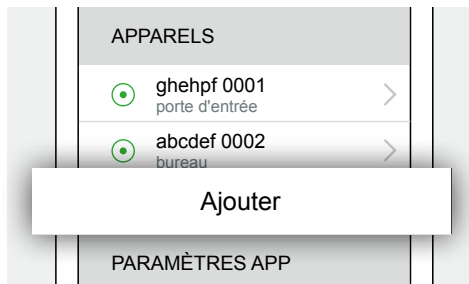 APPARELS
ghehpf 0001
porte d'entrée
abcdef 0002
bureau
Ajouter
PARAMÈTRES APP